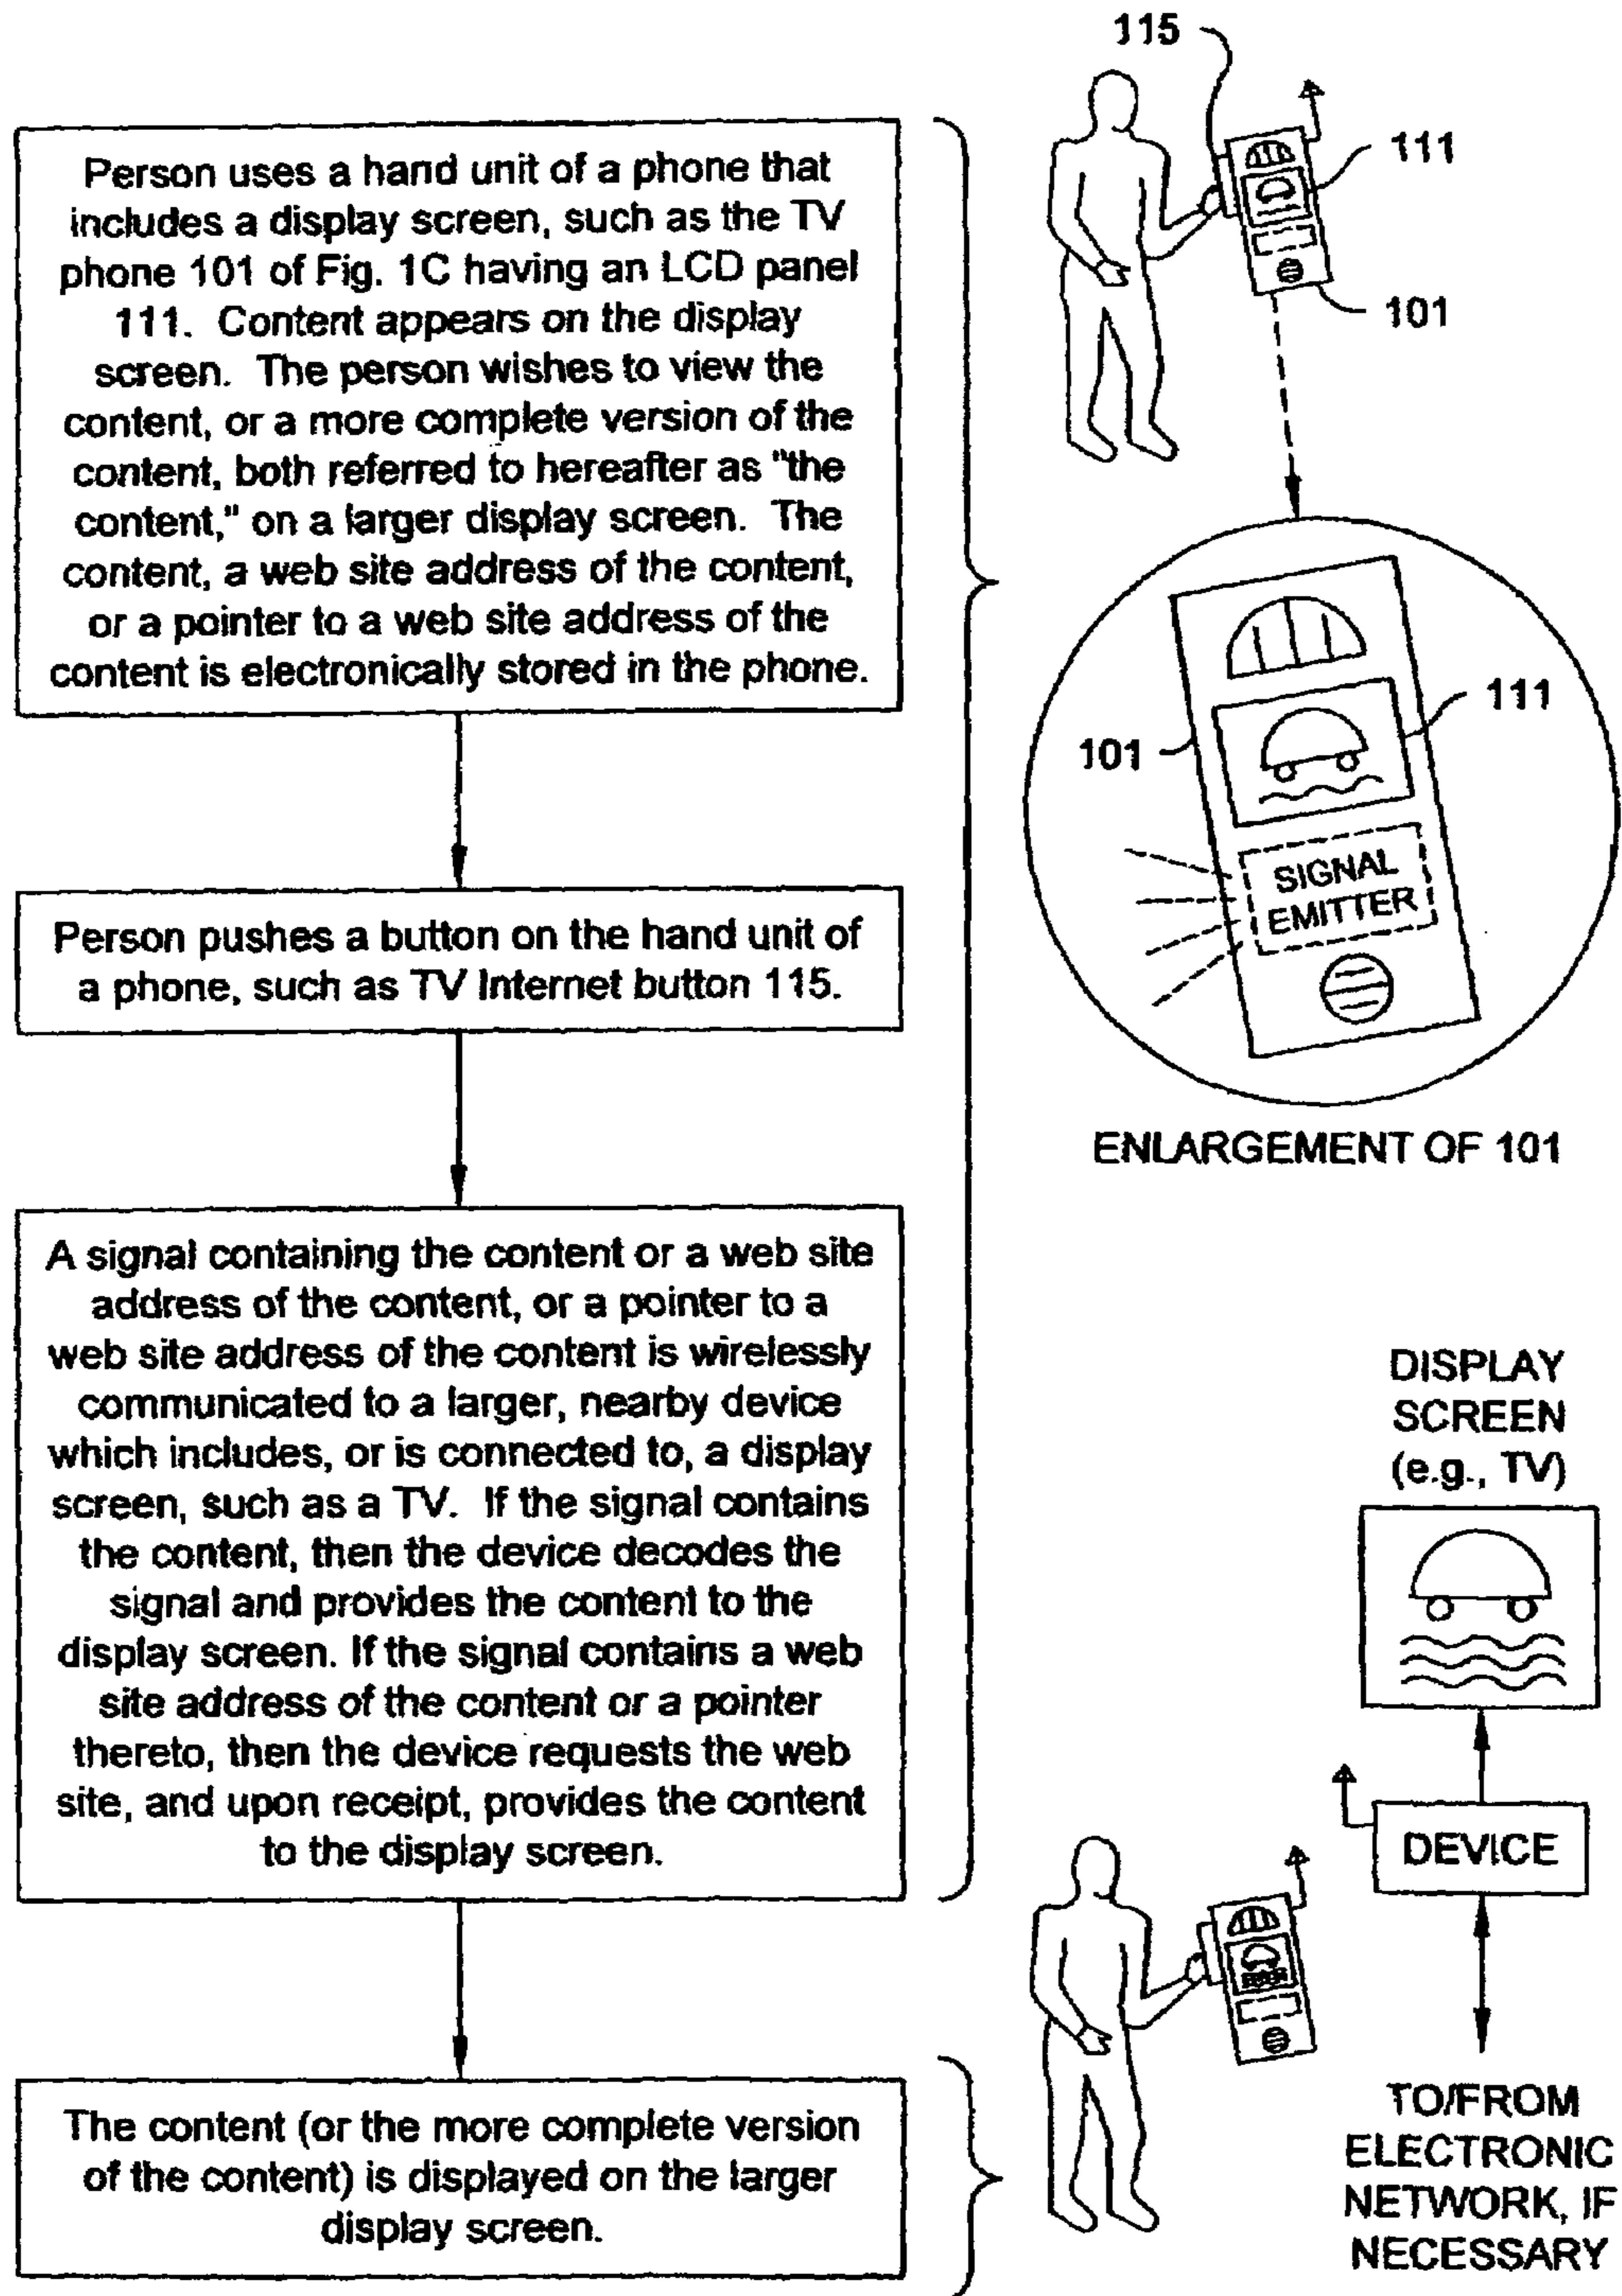 Person uses a hand unit of a phone that
includes a display screen, such as the TV
phone 101 of Fig. 1C having an LCD panel
111. Content appears on the display
screen. The person wishes to view the
content, or a more complete version of the
content, both referred to hereafter as "the
content," on a larger display screen. The
content, a web site address of the content,
or a pointer to a web site address of the
content is electronically stored in the phone.
Person pushes a button on the hand unit of
a phone, such as TV Internet button 115.
A signal containing the content or a web site
address of the content, or a pointer to a
web site address of the content is wirelessly
communicated to a larger, nearby device
which includes, or is connected to, a display
screen, such as a TV. If the signal contains
the content, then the device decodes the
signal and provides the content to the
display screen. If the signal contains a web
site address of the content or a pointer
thereto, then the device requests the web
site, and upon receipt, provides the content
to the display screen.
The content (or the more complete version
of the content) is displayed on the larger
display screen.
115
111
101
101
111
SIGNAL
EMITTER
ENLARGEMENT OF 101
DISPLAY
SCREEN
(e.g., TV)
DEVICE
TO/FROM
ELECTRONIC
NETWORK, IF
NECESSARY